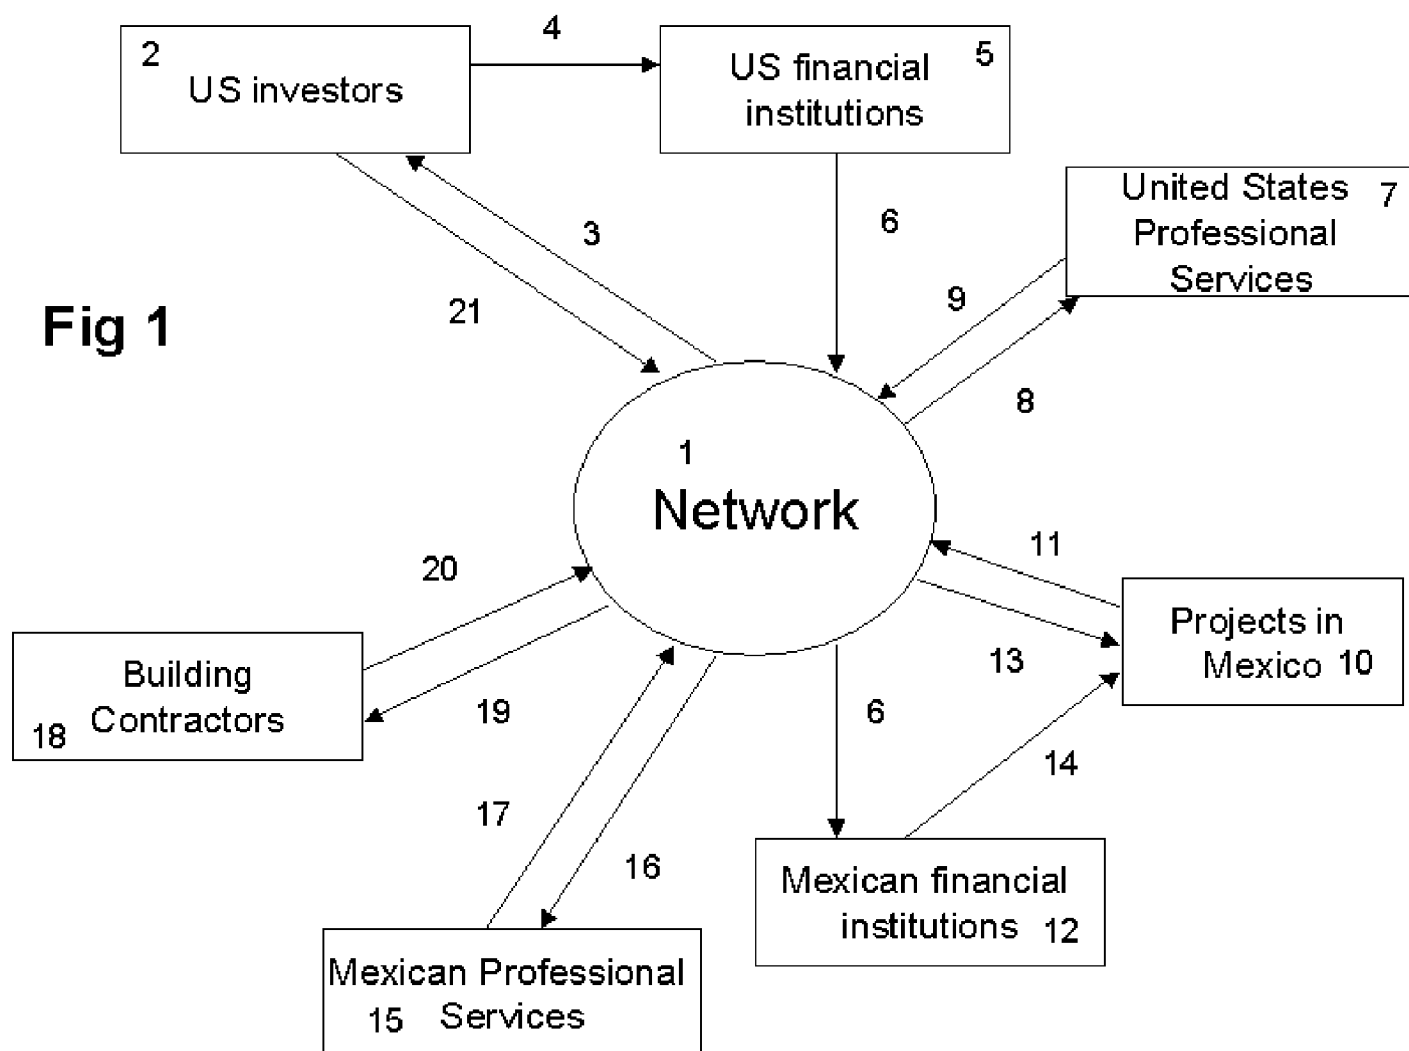 4
2
US investors
US financial
institutions
5
United States
Professional
Services
7
6
3
9
21
Fig 1
8
1
Network
11
20
Projects in
Mexico 10
13
Building
Contractors
18
19
6
14
17
16
Mexican financial
institutions 12
Mexican Professional
Services
15